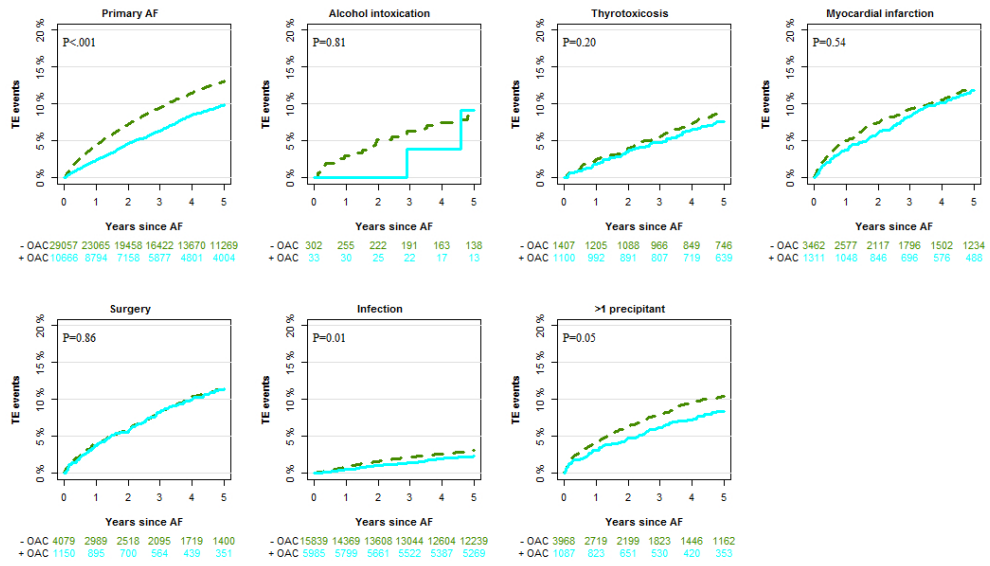 Primary AF
Alcohol intoxication
Thyrotoxicosis
Myocardial infarction
P<.001
P=0.81
P=0.20
P=0.54
TE events
0 % 5 % 10 % 15 % 20 %
TE events
0 % 5 % 10 % 15 % 20 %
TE events
0 % 5 % 10 % 15 % 20 %
TE events
0 % 5 % 10 % 15 % 20 %
0 1 2 3 4 5
0 1 2 3 4 5
0 1 2 3 4 5
0 1 2 3 4 5
Years since AF
Years since AF
Years since AF
Years since AF
- OAC 29057 23065 19458 16422 13670 11269
- OAC 302 255 222 191 163 138
- OAC 1407 1205 1088 966 849 746
- OAC 3462 2577 2117 1796 1502 1234
+ OAC 10666 8794 7158 5877 4801 4004
+ OAC 33 30 25 22 17 13
+ OAC 1100 992 891 807 719 639
+ OAC 1311 1048 846 696 576 488
Surgery
Infection
>1 precipitant
P=0.86
P=0.01
P=0.05
TE events
0 % 5 % 10 % 15 % 20 %
TE events
0 % 5 % 10 % 15 % 20 %
TE events
0 % 5 % 10 % 15 % 20 %
0 1 2 3 4 5
0 1 2 3 4 5
0 1 2 3 4 5
Years since AF
Years since AF
Years since AF
- OAC 4079 2989 2518 2095 1719 1400
- OAC 15839 14369 13608 13044 12604 12239
- OAC 3968 2719 2199 1823 1446 1162
+ OAC 1150 895 700 564 439 351
+ OAC 5985 5799 5661 5522 5387 5269
+ OAC 1087 823 651 530 420 353